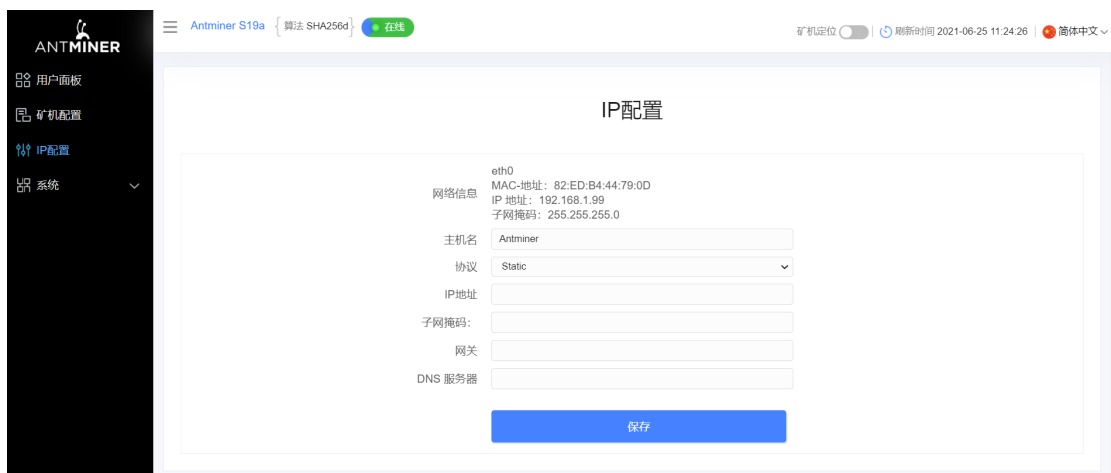 ANTMINER
Antminer S19a {算法 SHA256d} 在线
矿机定位 刷新时间 2021-06-25 11:24:26 简体中文
用户面板
矿机配置
IP配置
系统
IP配置
网络信息
eth0
MAC-地址：82:ED:B4:44:79:0D
IP 地址：192.168.1.99
子网掩码：255.255.255.0
主机名 Antminer
协议 Static
IP地址
子网掩码：
网关
DNS 服务器
保存